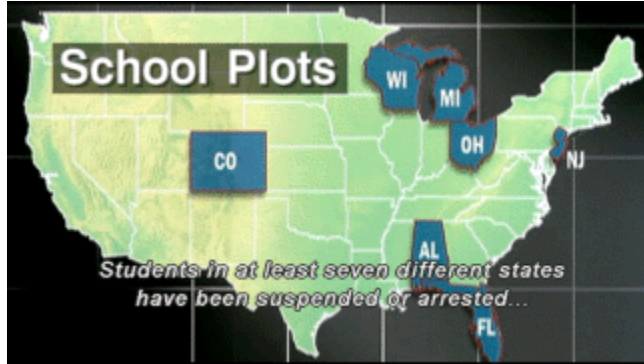 School Plots
WI
MI
OH
NJ
CO
AL
Students in at least seven different states
have been suspended or arrested...
FL